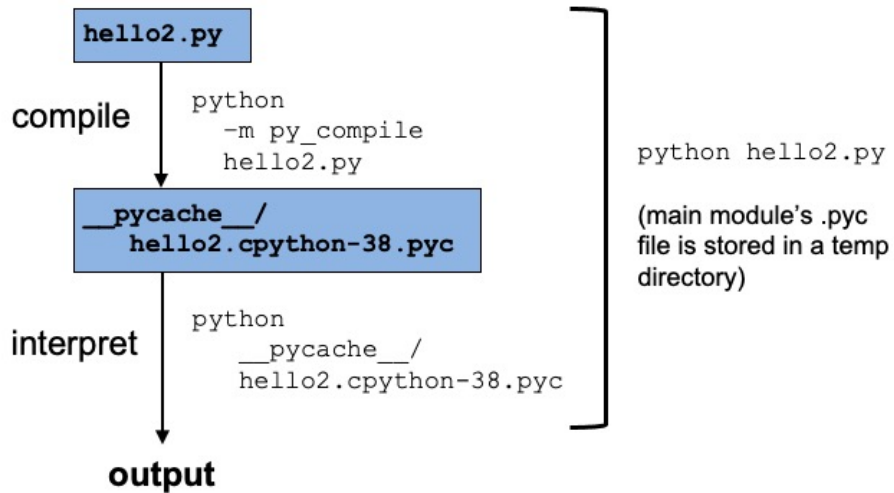 hello2.py
compile
python
-m py_compile
hello2.py
__pycache__/
hello2.cpython-38.pyc
interpret
python
__pycache__/
hello2.cpython-38.pyc
output
python hello2.py
(main module's .pyc
file is stored in a temp
directory)